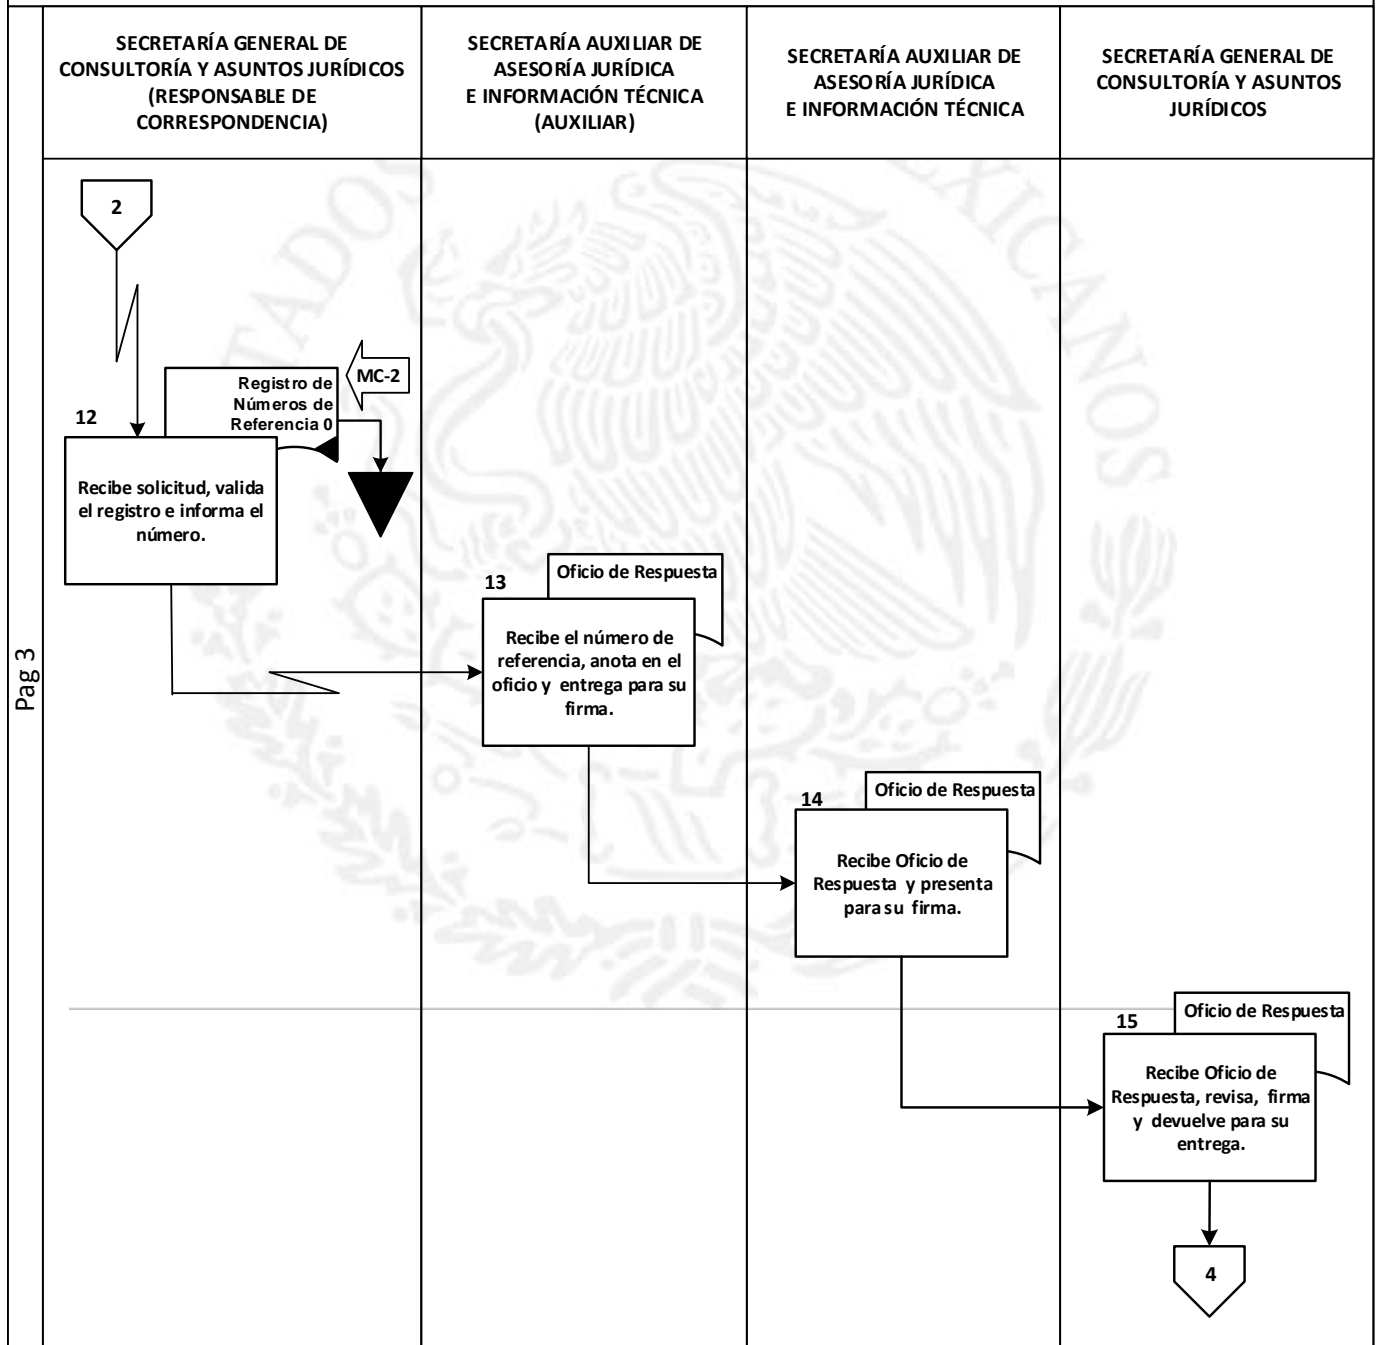 SECRETARÍA GENERAL DE
CONSULTORÍA Y ASUNTOS JURÍDICOS
(RESPONSABLE DE
CORRESPONDENCIA)
SECRETARÍA AUXILIAR DE
ASESORÍA JURÍDICA
E INFORMACIÓN TÉCNICA
(AUXILIAR)
SECRETARÍA AUXILIAR DE
ASESORÍA JURÍDICA
E INFORMACIÓN TÉCNICA
SECRETARÍA GENERAL DE
CONSULTORÍA Y ASUNTOS
JURÍDICOS
Pag 3
2
MC-2
Registro de
Números de
Referencia 0
12
Recibe solicitud, valida
el registro e informa el
número.
Oficio de Respuesta
13
Recibe el número de
referencia, anota en el
oficio y entrega para su
firma.
Oficio de Respuesta
14
Recibe Oficio de
Respuesta y presenta
para su firma.
Oficio de Respuesta
15
Recibe Oficio de
Respuesta, revisa, firma
y devuelve para su
entrega.
4
TADOS
EXICANOS